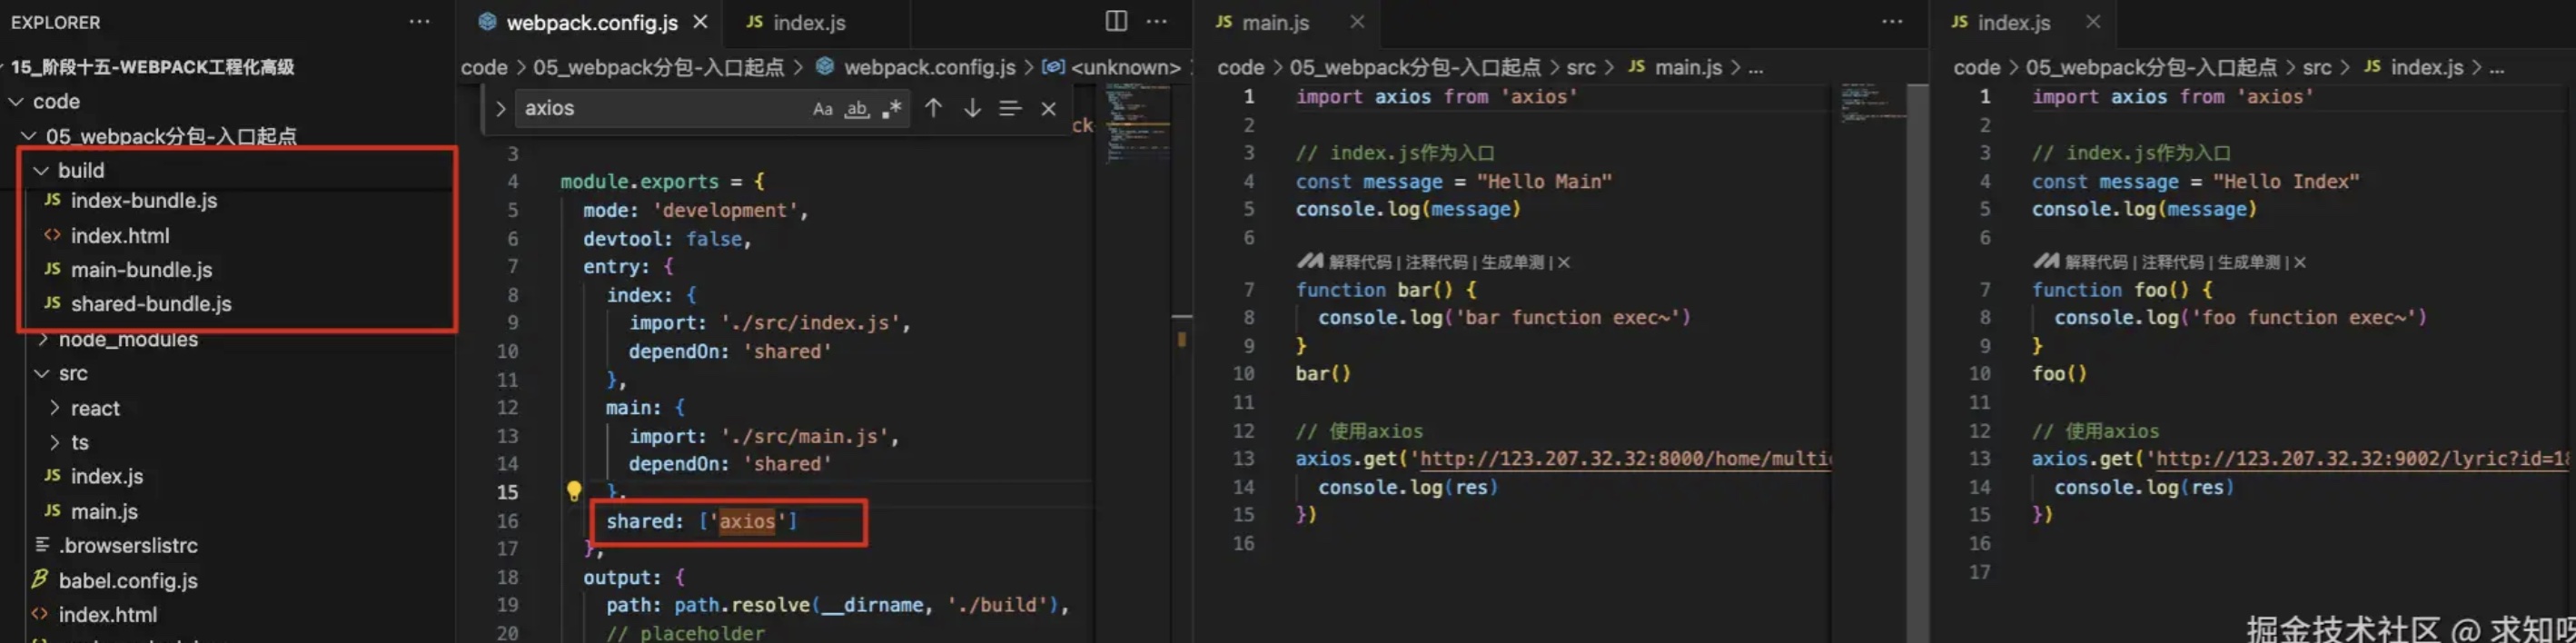 EXPLORER
15_阶段十五-WEBPACK工程化高级
code
05_webpack分包-入口起点
build
JS index-bundle.js
<> index.html
JS main-bundle.js
JS shared-bundle.js
node_modules
src
react
ts
JS index.js
JS main.js
.browserslistrc
babel.config.js
<> index.html
webpack.config.js
JS index.js
code > 05_webpack分包-入口起点 > webpack.config.js > <unknown>
axios
Aa ab .*
3
4 module.exports = {
5 mode: 'development',
6 devtool: false,
7 entry: {
8 index: {
9 import: './src/index.js',
10 dependOn: 'shared'
11 },
12 main: {
13 import: './src/main.js',
14 dependOn: 'shared'
15 },
16 shared: ['axios']
17 },
18 output: {
19 path: path.resolve(__dirname, './build'),
20 // placeholder
JS main.js
code > 05_webpack分包-入口起点 > src > JS main.js > ...
1 import axios from 'axios'
2
3 // index.js作为入口
4 const message = "Hello Main"
5 console.log(message)
6
解释代码 | 注释代码 | 生成单测 | ×
7 function bar() {
8 console.log('bar function exec~')
9 }
10 bar()
11
12 // 使用axios
13 axios.get('http://123.207.32.32:8000/home/multi
14 console.log(res)
15 })
16
JS index.js
code > 05_webpack分包-入口起点 > src > JS index.js > ...
1 import axios from 'axios'
2
3 // index.js作为入口
4 const message = "Hello Index"
5 console.log(message)
6
解释代码 | 注释代码 | 生成单测 | ×
7 function foo() {
8 console.log('foo function exec~')
9 }
10 foo()
11
12 // 使用axios
13 axios.get('http://123.207.32.32:9002/lyric?id=1
14 console.log(res)
15 })
16
17
掘金技术社区 @ 求知